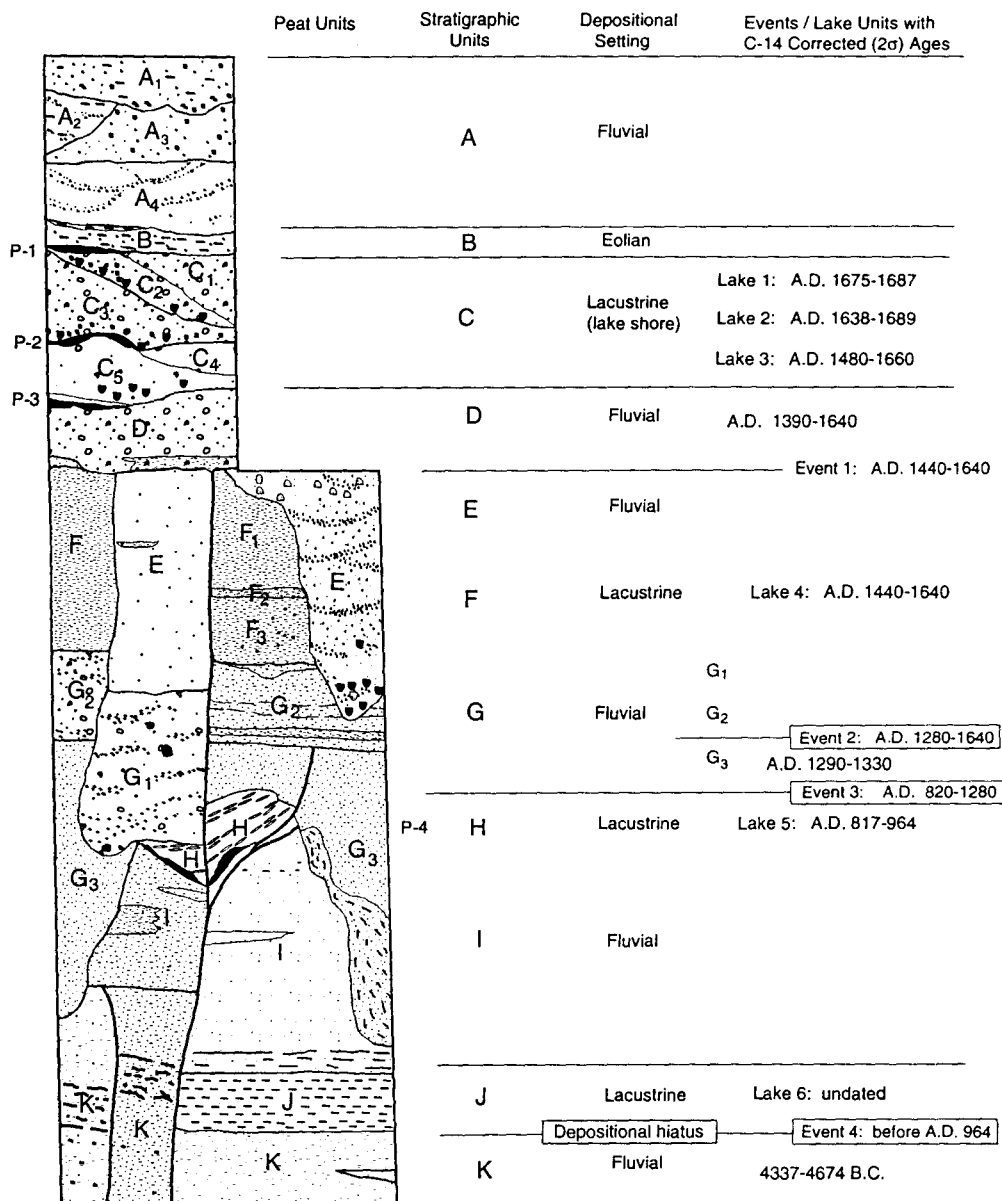 Peat Units
Stratigraphic Units
Depositional Setting
Events / Lake Units with C-14 Corrected (2σ) Ages
A1
A2
A3
A4
A
Fluvial
B
B
Eolian
P-1
C1
C2
C3
P-2
C4
C5
C
Lacustrine
(lake shore)
Lake 1: A.D. 1675-1687
Lake 2: A.D. 1638-1689
Lake 3: A.D. 1480-1660
P-3
D
D
Fluvial
A.D. 1390-1640
Event 1: A.D. 1440-1640
E
Fluvial
F
E
F1
E
F2
F3
F
Lacustrine
Lake 4: A.D. 1440-1640
G2
G2
G1
G
Fluvial
G1
G2
Event 2: A.D. 1280-1640
G3
A.D. 1290-1330
Event 3: A.D. 820-1280
H
H
P-4
H
Lacustrine
Lake 5: A.D. 817-964
G3
G3
I
I
I
Fluvial
J
J
Lacustrine
Lake 6: undated
Depositional hiatus
Event 4: before A.D. 964
K
K
K
K
Fluvial
4337-4674 B.C.